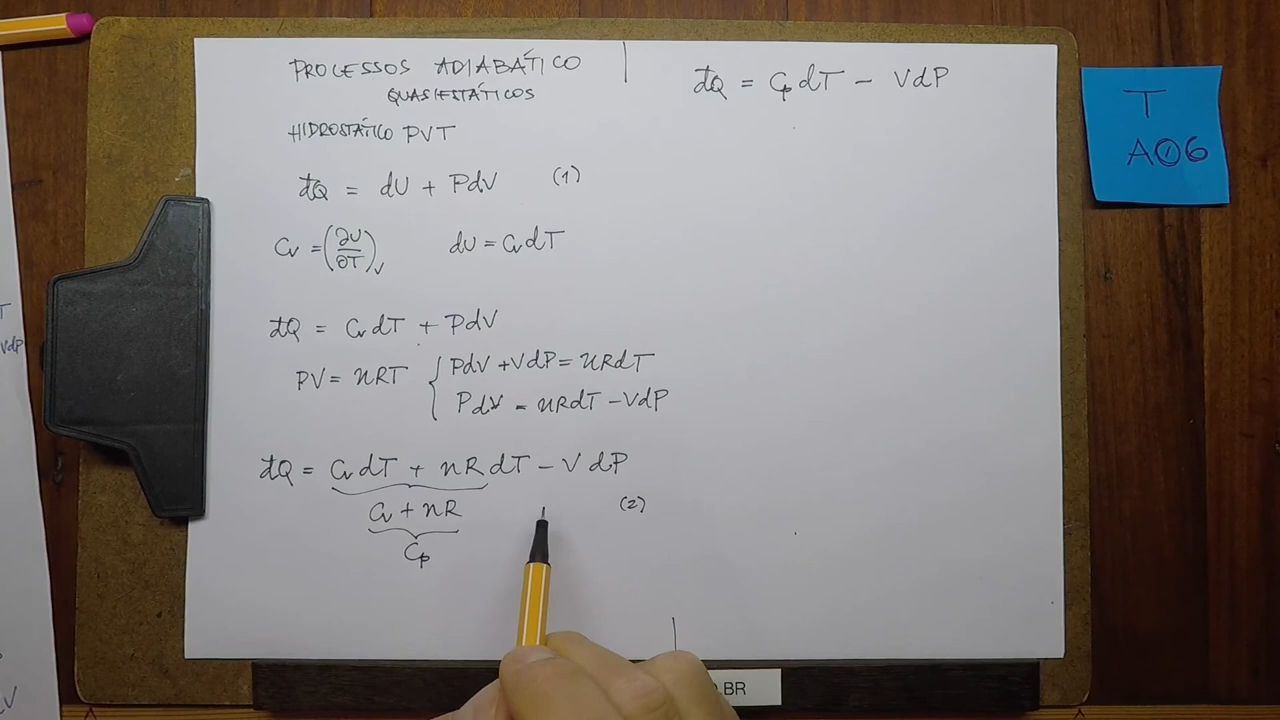 PROCESSOS ADIABÁTICO
QUASIESTÁTICOS
HIDROSTÁTICO PVT
đQ = dU + PdV (1)
Cv = (∂U/∂T)v dU = CvdT
đQ = CvdT + PdV
PV = nRT { PdV + VdP = nRdT
PdV = nRdT - VdP
đQ = CvdT + nRdT - VdP
Cv + nR (2)
Cp
đQ = CpdT - VdP
T
A06
.BR
VdP